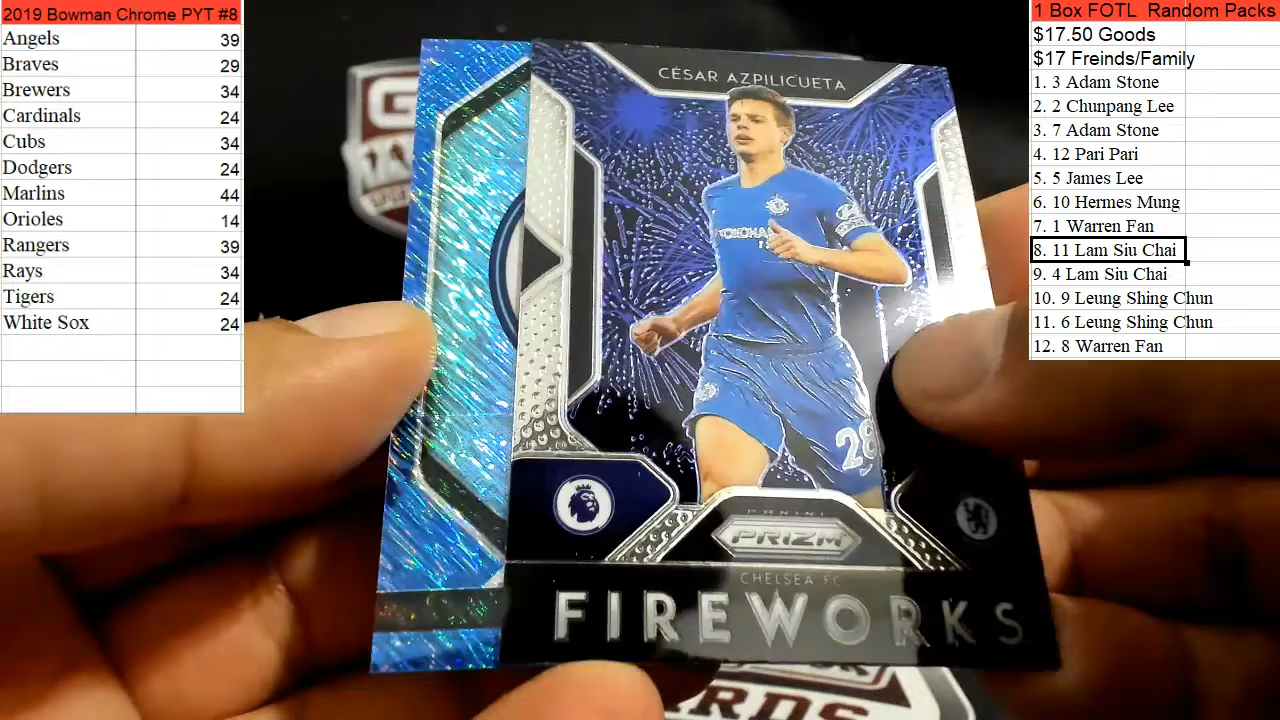 2019 Bowman Chrome PYT #8
Angels 39
Braves 29
Brewers 34
Cardinals 24
Cubs 34
Dodgers 24
Marlins 44
Orioles 14
Rangers 39
Rays 34
Tigers 24
White Sox 24
CÉSAR AZPILICUETA
YOKOHAMA
28
PANINI
PRIZM
CHELSEA FC
FIREWORKS
1 Box FOTL Random Packs
$17.50 Goods
$17 Freinds/Family
1. 3 Adam Stone
2. 2 Chunpang Lee
3. 7 Adam Stone
4. 12 Pari Pari
5. 5 James Lee
6. 10 Hermes Mung
7. 1 Warren Fan
8. 11 Lam Siu Chai
9. 4 Lam Siu Chai
10. 9 Leung Shing Chun
11. 6 Leung Shing Chun
12. 8 Warren Fan